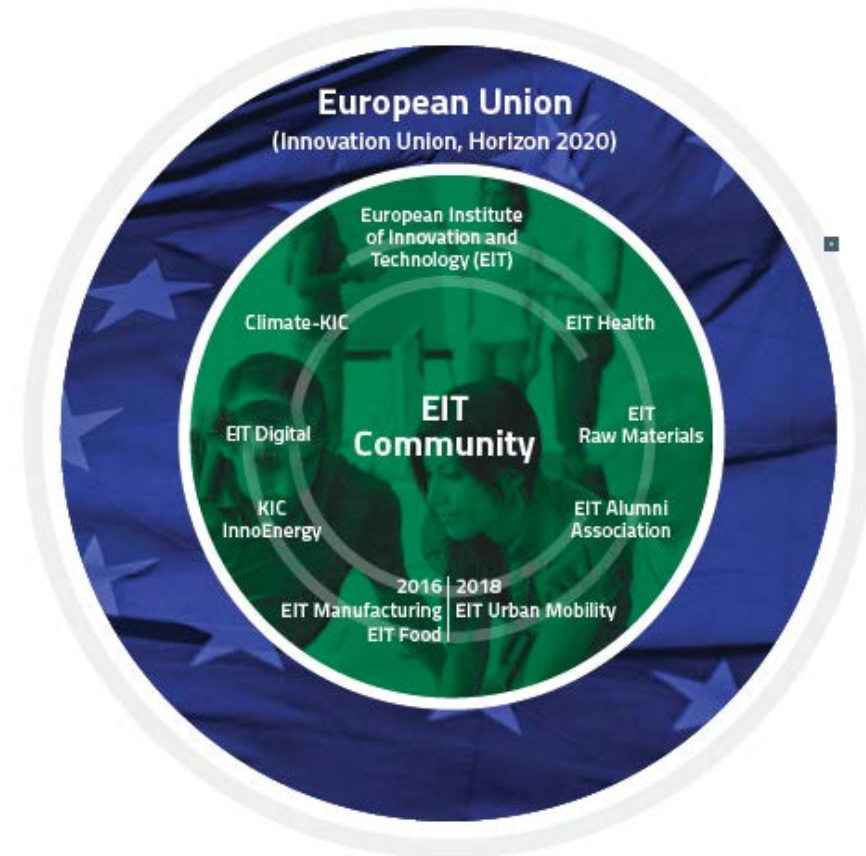 European Union
(Innovation Union, Horizon 2020)
European Institute
of Innovation and
Technology (EIT)
Climate-KIC
EIT Health
EIT
Community
EIT Digital
EIT
Raw Materials
KIC
InnoEnergy
EIT Alumni
Association
2016
EIT Manufacturing
EIT Food
2018
EIT Urban Mobility